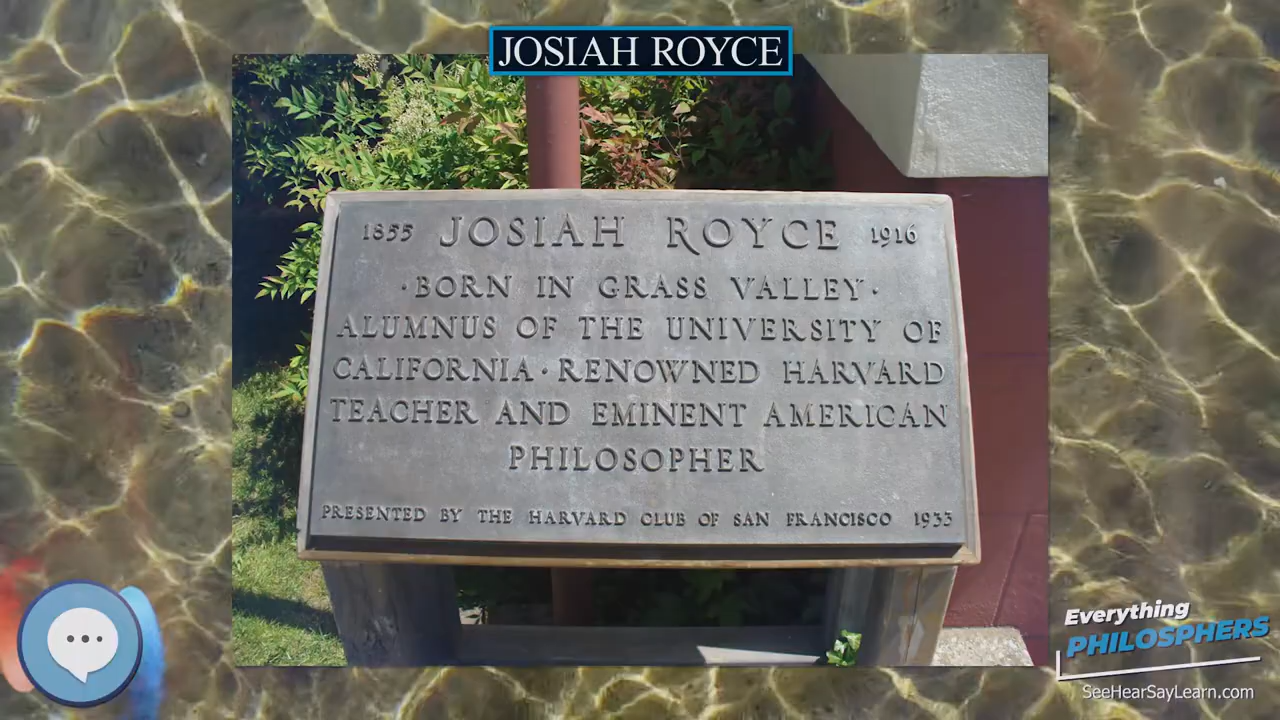 JOSIAH ROYCE
1855 JOSIAH ROYCE 1916
·BORN IN GRASS VALLEY·
ALUMNUS OF THE UNIVERSITY OF
CALIFORNIA·RENOWNED HARVARD
TEACHER AND EMINENT AMERICAN
PHILOSOPHER
PRESENTED BY THE HARVARD CLUB OF SAN FRANCISCO 1933
Everything
PHILOSPHERS
SeeHearSayLearn.com